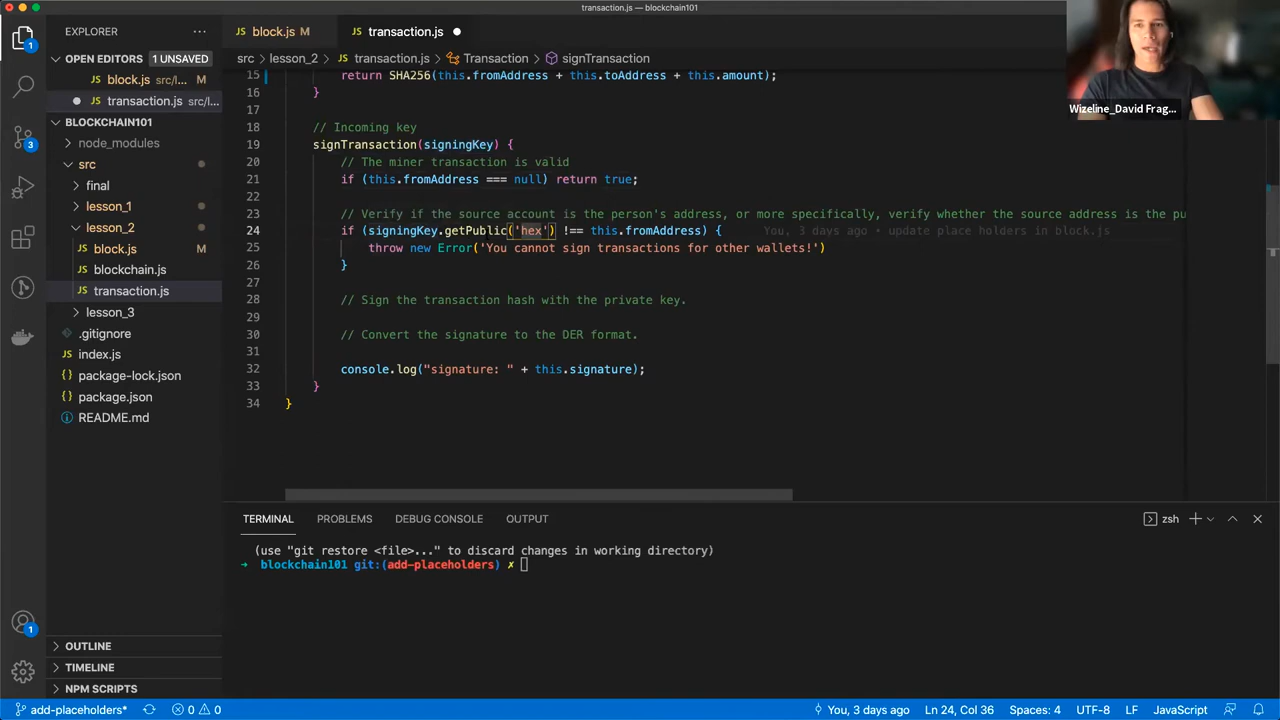 transaction.js — blockchain101
EXPLORER
OPEN EDITORS 1 UNSAVED
JS block.js src/l... M
JS transaction.js src/l...
BLOCKCHAIN101
node_modules
src
final
lesson_1
lesson_2
JS block.js M
JS blockchain.js
JS transaction.js
lesson_3
.gitignore
JS index.js
{} package-lock.json
{} package.json
README.md
OUTLINE
TIMELINE
NPM SCRIPTS
1
3
1
JS block.js M
JS transaction.js
src > lesson_2 > JS transaction.js > Transaction > signTransaction
15 return SHA256(this.fromAddress + this.toAddress + this.amount);
16 }
17
18 // Incoming key
19 signTransaction(signingKey) {
20 // The miner transaction is valid
21 if (this.fromAddress === null) return true;
22
23 // Verify if the source account is the person's address, or more specifically, verify whether the source address is the pu
24 if (signingKey.getPublic('hex') !== this.fromAddress) { You, 3 days ago • update place holders in block.js
25 throw new Error('You cannot sign transactions for other wallets!')
26 }
27
28 // Sign the transaction hash with the private key.
29
30 // Convert the signature to the DER format.
31
32 console.log("signature: " + this.signature);
33 }
34 }
Wizeline_David Frag...
TERMINAL PROBLEMS DEBUG CONSOLE OUTPUT
zsh
(use "git restore <file>..." to discard changes in working directory)
→ blockchain101 git:(add-placeholders) ✗
add-placeholders* 0 0 You, 3 days ago Ln 24, Col 36 Spaces: 4 UTF-8 LF JavaScript